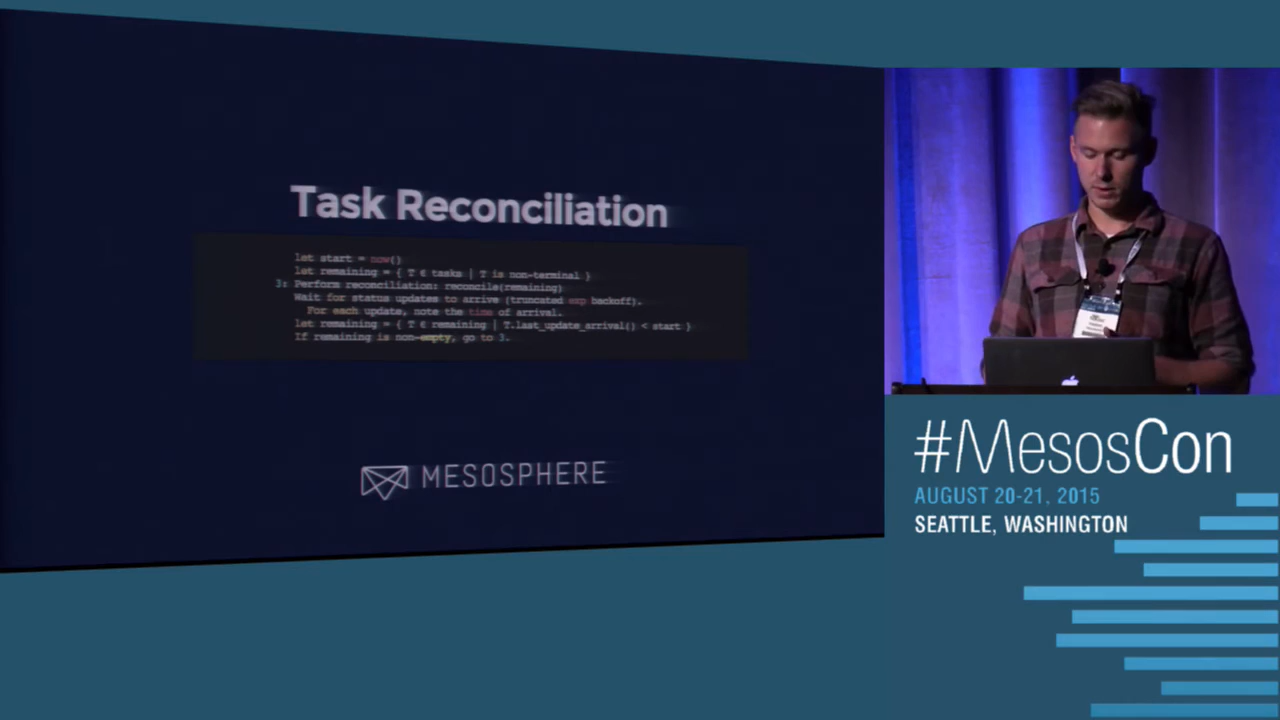 Task Reconciliation
let start = now()
let remaining = { T ϵ tasks | T is non-terminal }
3: Perform reconciliation: reconcile(remaining)
Wait for status updates to arrive (truncated exp backoff).
For each update, note the time of arrival.
let remaining = { T ϵ remaining | T.last_update_arrival() < start }
If remaining is non-empty, go to 3.
MESOSPHERE
#MesosCon
AUGUST 20-21, 2015
SEATTLE, WASHINGTON